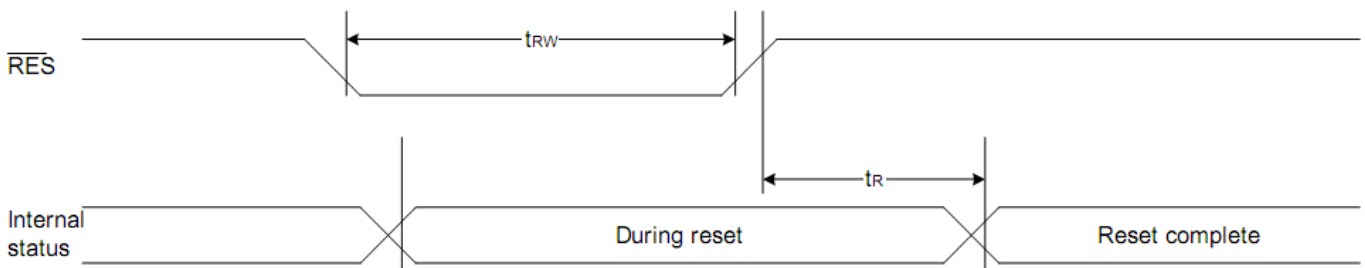 tRW
RES
tR
Internal
status
During reset
Reset complete